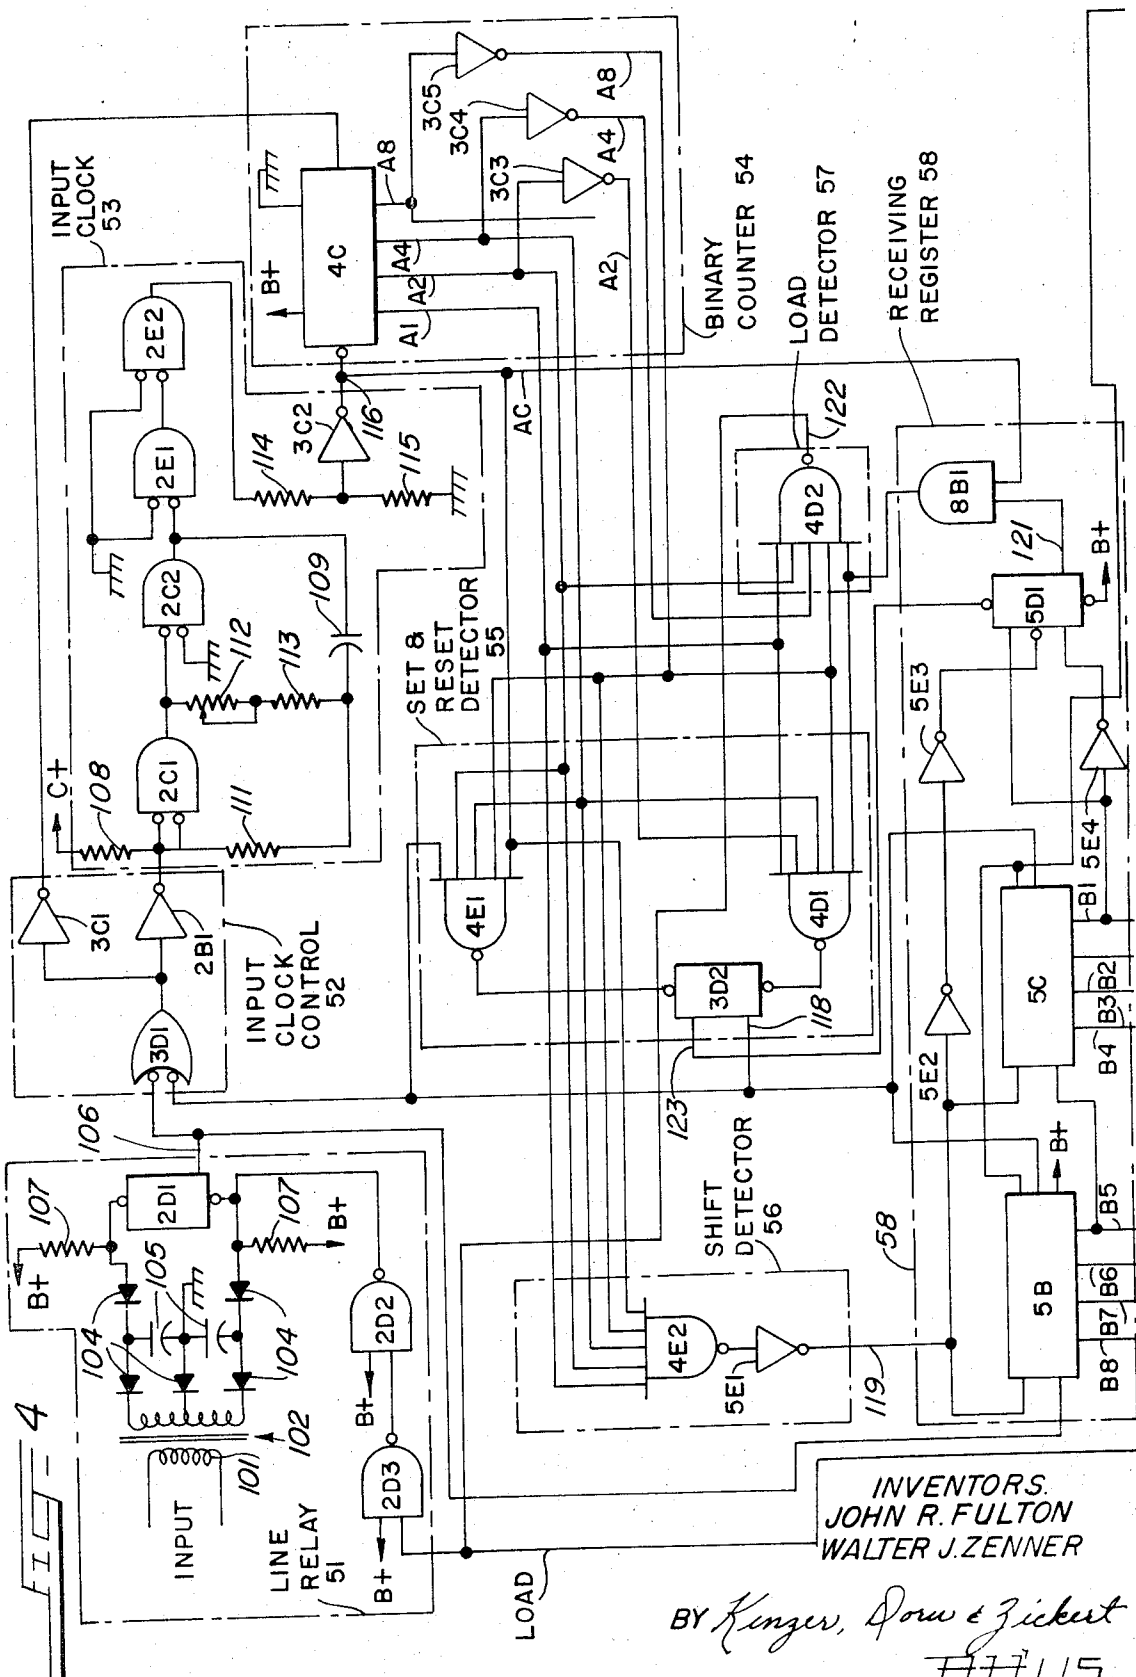 FIG-4
INPUT
101
102
104
104
104
105
107
B+
107
B+
2D1
106
2D2
B+
2D3
B+
LINE
RELAY
51
LOAD
3D1
3C1
2B1
INPUT
CLOCK
CONTROL
52
C+
108
111
2C1
112
113
109
2C2
2E1
2E2
114
115
3C2
116
INPUT
CLOCK
53
B+
4C
A1
A2
A4
A8
3C5
3C4
3C3
A8
A4
A2
AC
BINARY
COUNTER 54
SET &
RESET
DETECTOR
55
4E1
4D1
3D2
118
123
LOAD
DETECTOR 57
4D2
122
RECEIVING
REGISTER 58
8B1
121
5D1
B+
5E3
5E4
5E2
5C
B1
B2
B3
B4
5B
B+
B5
B6
B7
B8
58
SHIFT
DETECTOR
56
4E2
5E1
119
INVENTORS.
JOHN R. FULTON
WALTER J. ZENNER
BY Kinzer, Dorn & Zickert